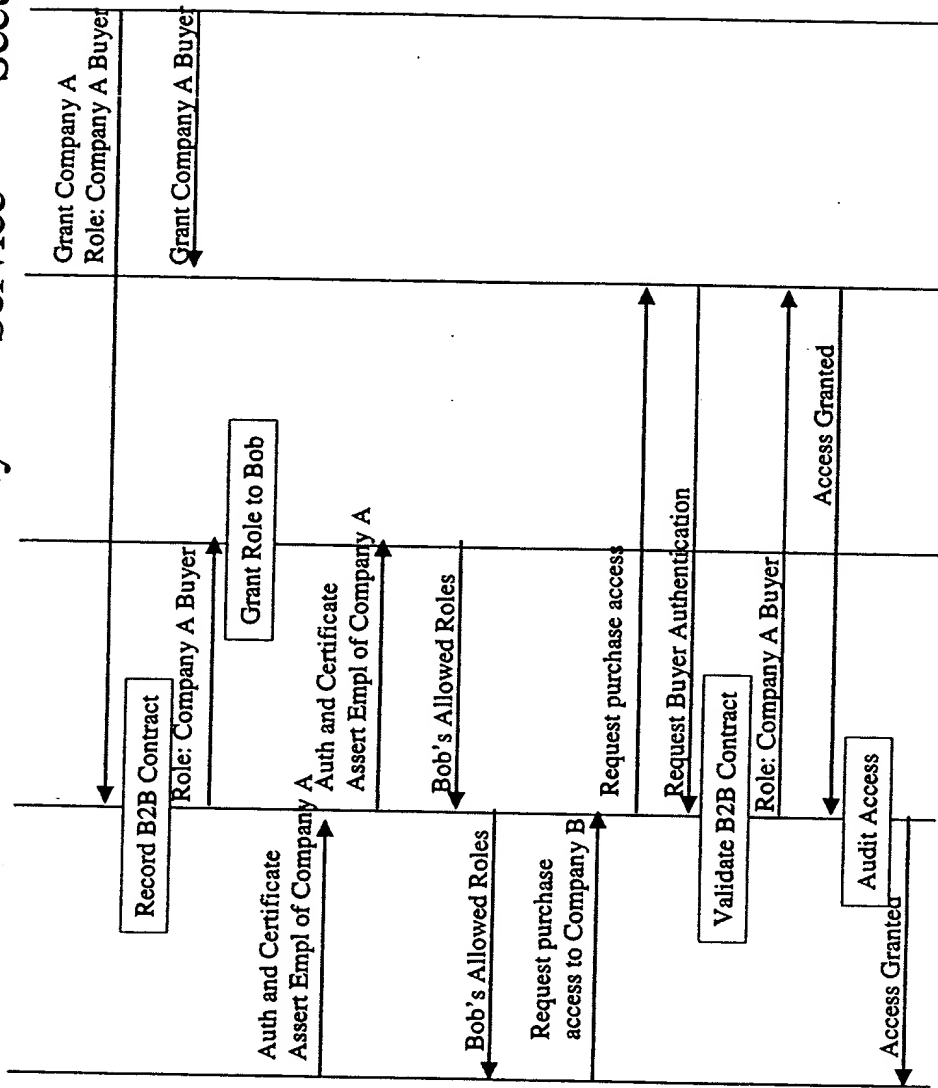 Grant Company A
Role: Company A Buyer
Grant Company A Buyer
Record B2B Contract
Role: Company A Buyer
Grant Role to Bob
Auth and Certificate
Assert Empl of Company A
Auth and Certificate
Assert Empl of Company A
Bob's Allowed Roles
Bob's Allowed Roles
Request purchase
access to Company B
Request purchase access
Request Buyer Authentication
Validate B2B Contract
Role: Company A Buyer
Access Granted
Audit Access
Access Granted